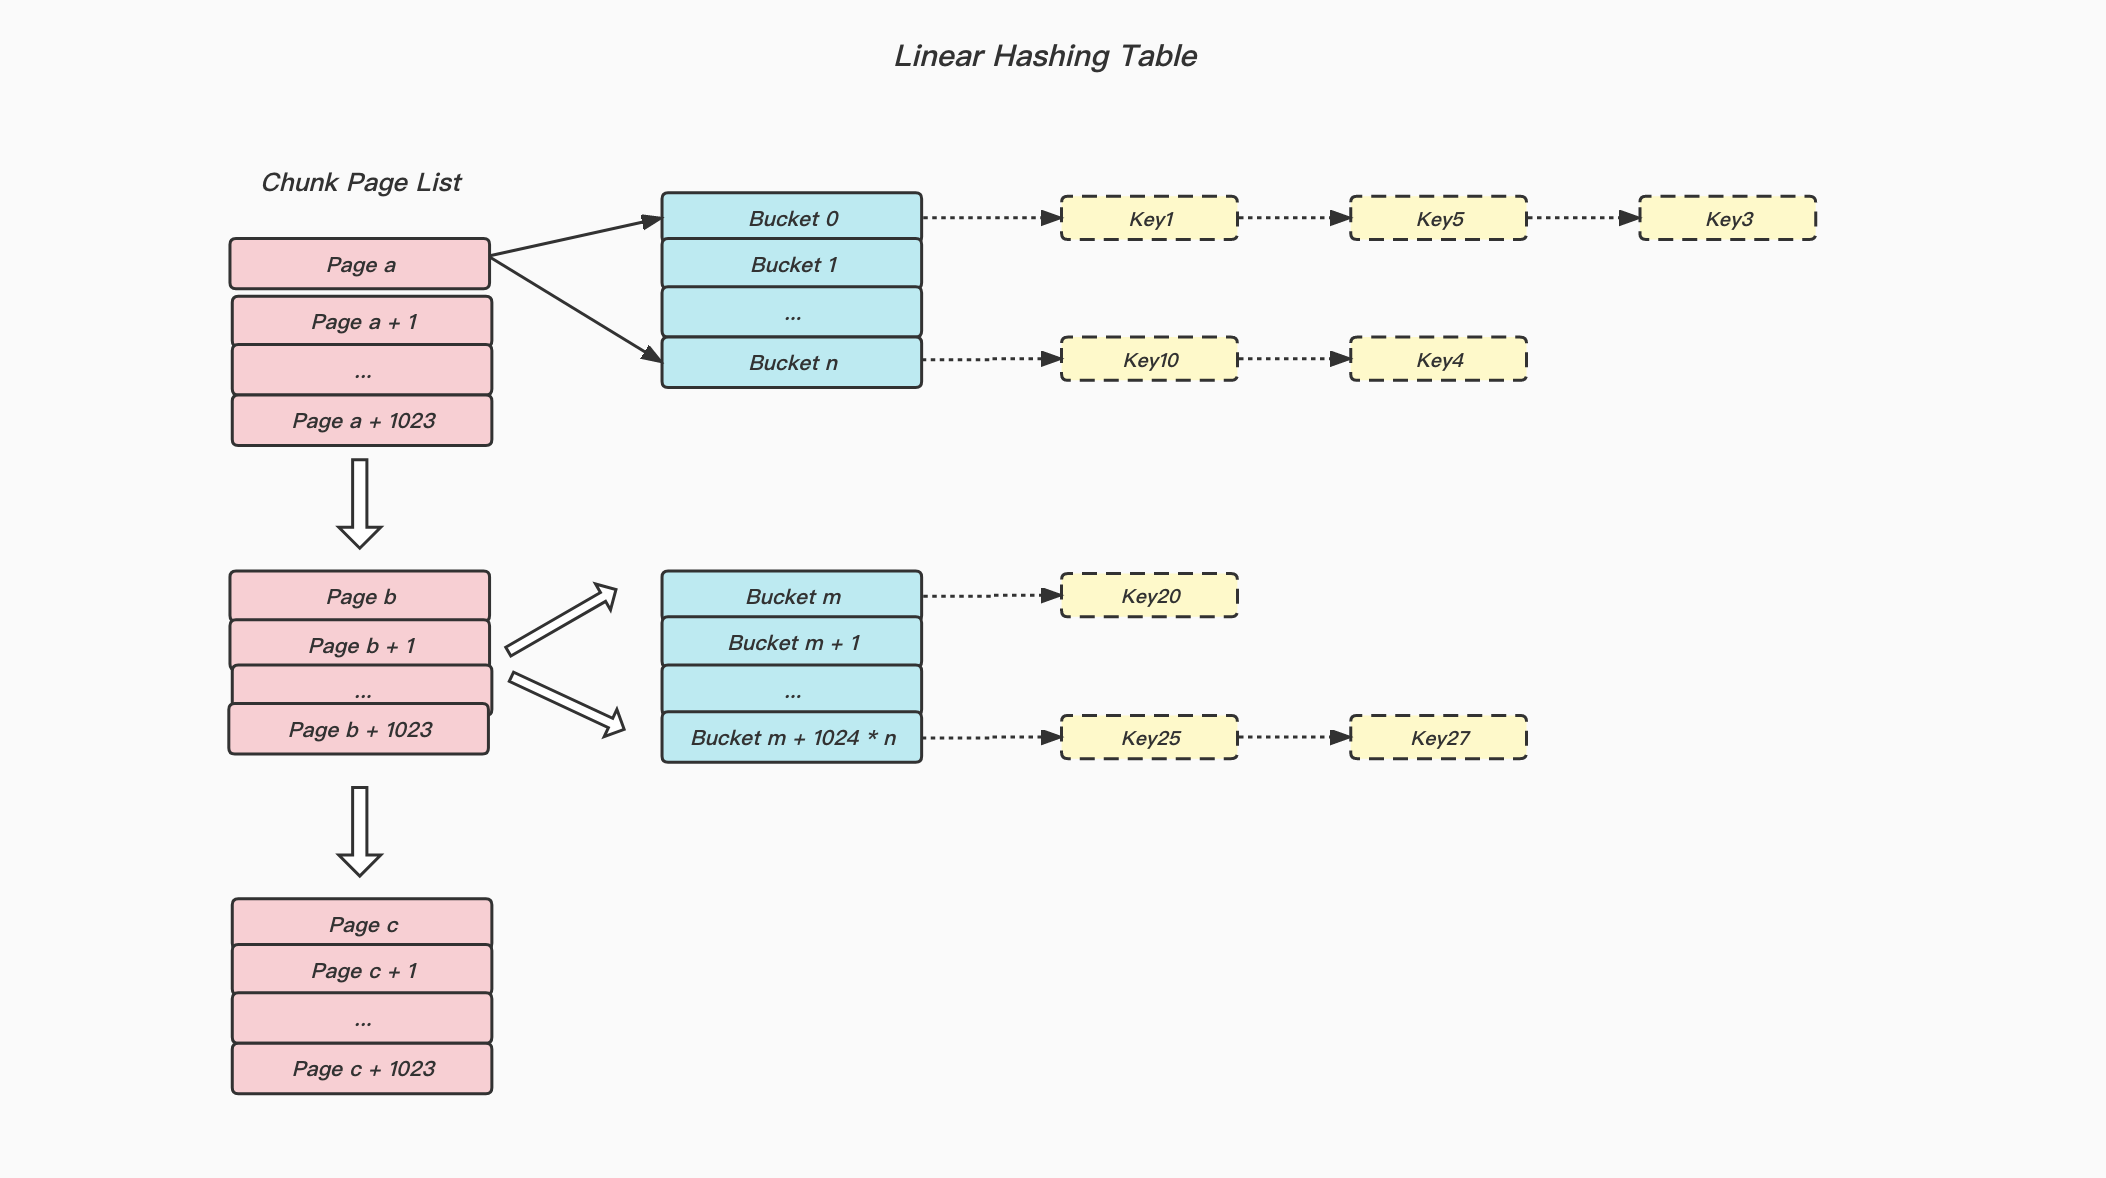 Linear Hashing Table
Chunk Page List
Page a
Page a + 1
...
Page a + 1023
Bucket 0
Bucket 1
...
Bucket n
Key1
Key5
Key3
Key10
Key4
Page b
Page b + 1
...
Page b + 1023
Bucket m
Bucket m + 1
...
Bucket m + 1024 * n
Key20
Key25
Key27
Page c
Page c + 1
...
Page c + 1023